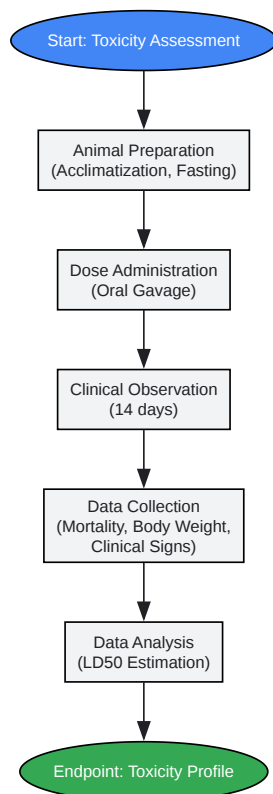 Start: Toxicity Assessment
Animal Preparation
(Acclimatization, Fasting)
Dose Administration
(Oral Gavage)
Clinical Observation
(14 days)
Data Collection
(Mortality, Body Weight,
Clinical Signs)
Data Analysis
(LD50 Estimation)
Endpoint: Toxicity Profile